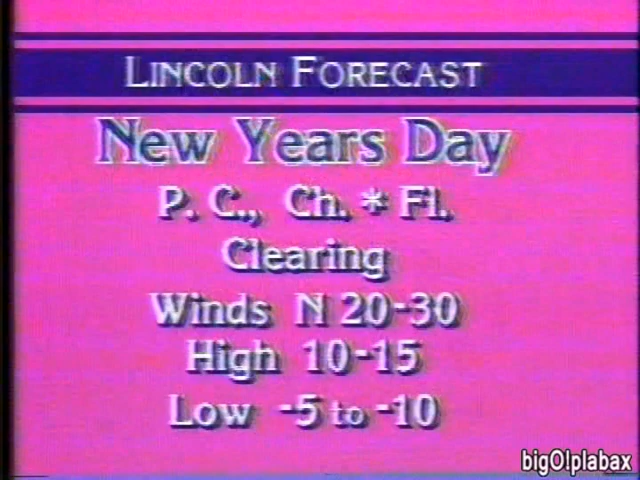 LINCOLN FORECAST
New Years Day
P. C., Ch. * Fl.
Clearing
Winds N 20-30
High 10-15
Low -5 to -10
bigO!plabax